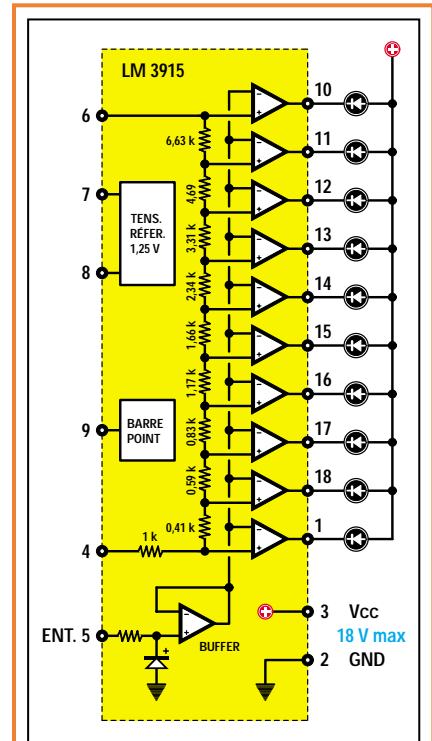 LM 3915
6
7
8
9
4
ENT. 5
TENS.
RÉFER.
1,25 V
BARRE
POINT
6,63 k
4,69
3,31 k
2,34 k
1,66 k
1,17 k
0,83 k
0,59 k
0,41 k
1 k
BUFFER
10
11
12
13
14
15
16
17
18
1
3 Vcc
18 V max
2 GND